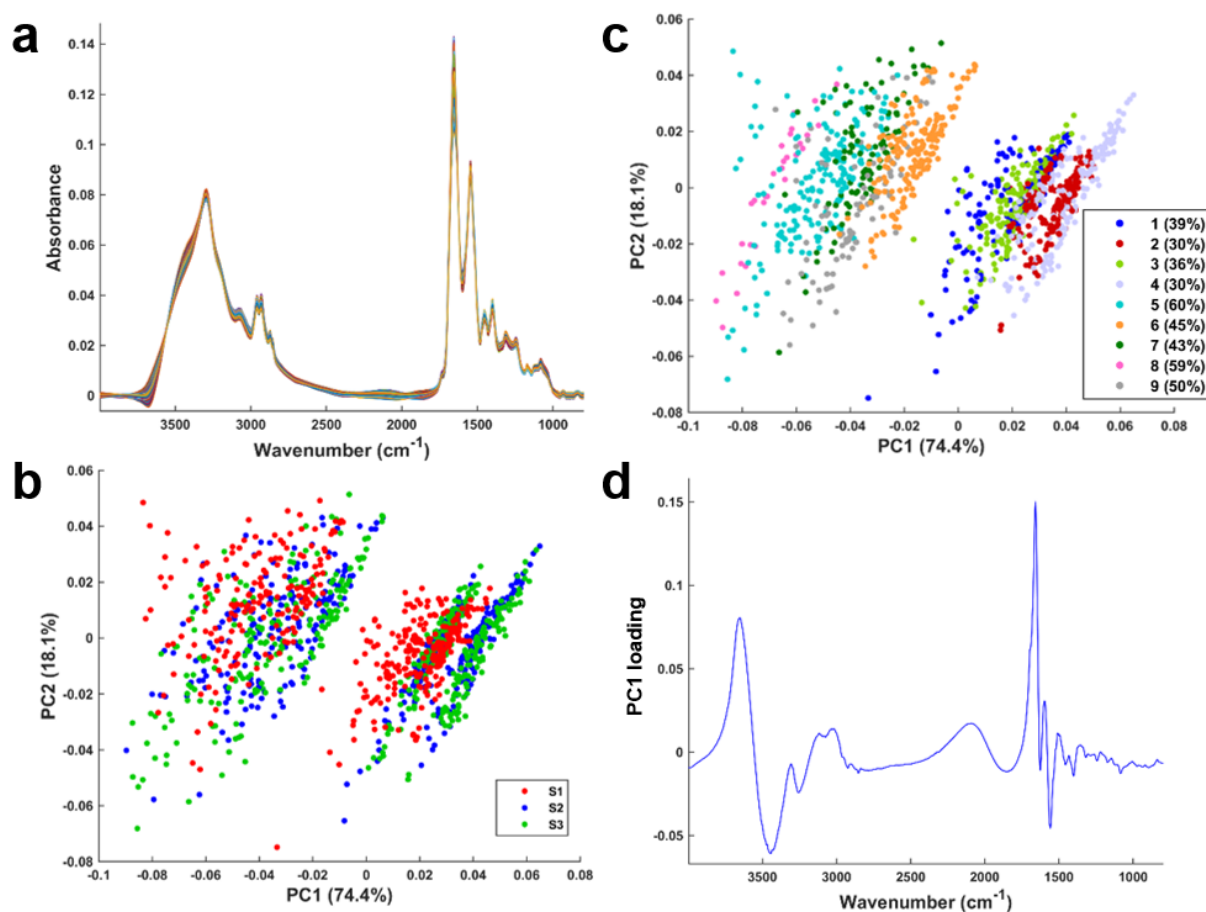 a
0.14
0.12
0.1
0.08
0.06
0.04
0.02
0
Absorbance
3500 3000 2500 2000 1500 1000
Wavenumber (cm-1)
c
0.06
0.04
0.02
0
-0.02
-0.04
-0.06
-0.08
PC2 (18.1%)
1 (39%)
2 (30%)
3 (36%)
4 (30%)
5 (60%)
6 (45%)
7 (43%)
8 (59%)
9 (50%)
-0.1 -0.08 -0.06 -0.04 -0.02 0 0.02 0.04 0.06 0.08
PC1 (74.4%)
b
0.06
0.04
0.02
0
-0.02
-0.04
-0.06
-0.08
PC2 (18.1%)
S1
S2
S3
-0.1 -0.08 -0.06 -0.04 -0.02 0 0.02 0.04 0.06 0.08
PC1 (74.4%)
d
0.15
0.1
0.05
0
-0.05
PC1 loading
3500 3000 2500 2000 1500 1000
Wavenumber (cm-1)